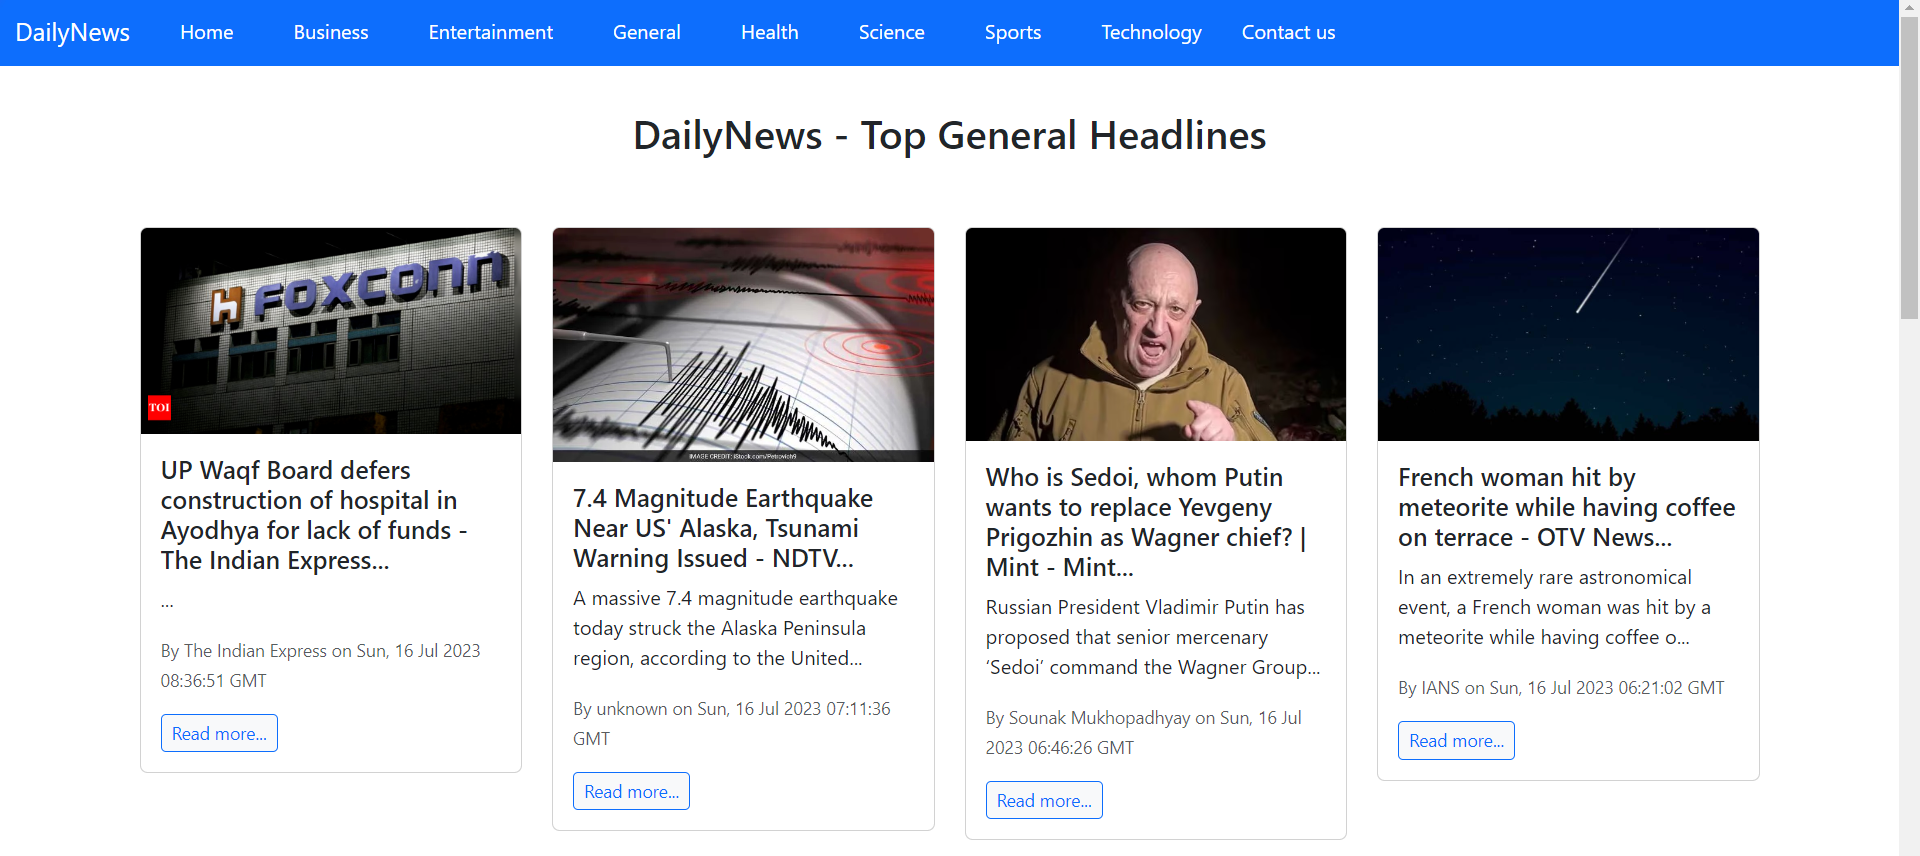 DailyNews Home Business Entertainment General Health Science Sports Technology Contact us
DailyNews - Top General Headlines
FOXCONN
TOI
UP Waqf Board defers
construction of hospital in
Ayodhya for lack of funds -
The Indian Express...
...
By The Indian Express on Sun, 16 Jul 2023
08:36:51 GMT
Read more...
IMAGE CREDIT: iStock.com/Petrovich9
7.4 Magnitude Earthquake
Near US' Alaska, Tsunami
Warning Issued - NDTV...
A massive 7.4 magnitude earthquake
today struck the Alaska Peninsula
region, according to the United...
By unknown on Sun, 16 Jul 2023 07:11:36
GMT
Read more...
Who is Sedoi, whom Putin
wants to replace Yevgeny
Prigozhin as Wagner chief? |
Mint - Mint...
Russian President Vladimir Putin has
proposed that senior mercenary
‘Sedoi’ command the Wagner Group...
By Sounak Mukhopadhyay on Sun, 16 Jul
2023 06:46:26 GMT
Read more...
French woman hit by
meteorite while having coffee
on terrace - OTV News...
In an extremely rare astronomical
event, a French woman was hit by a
meteorite while having coffee o...
By IANS on Sun, 16 Jul 2023 06:21:02 GMT
Read more...